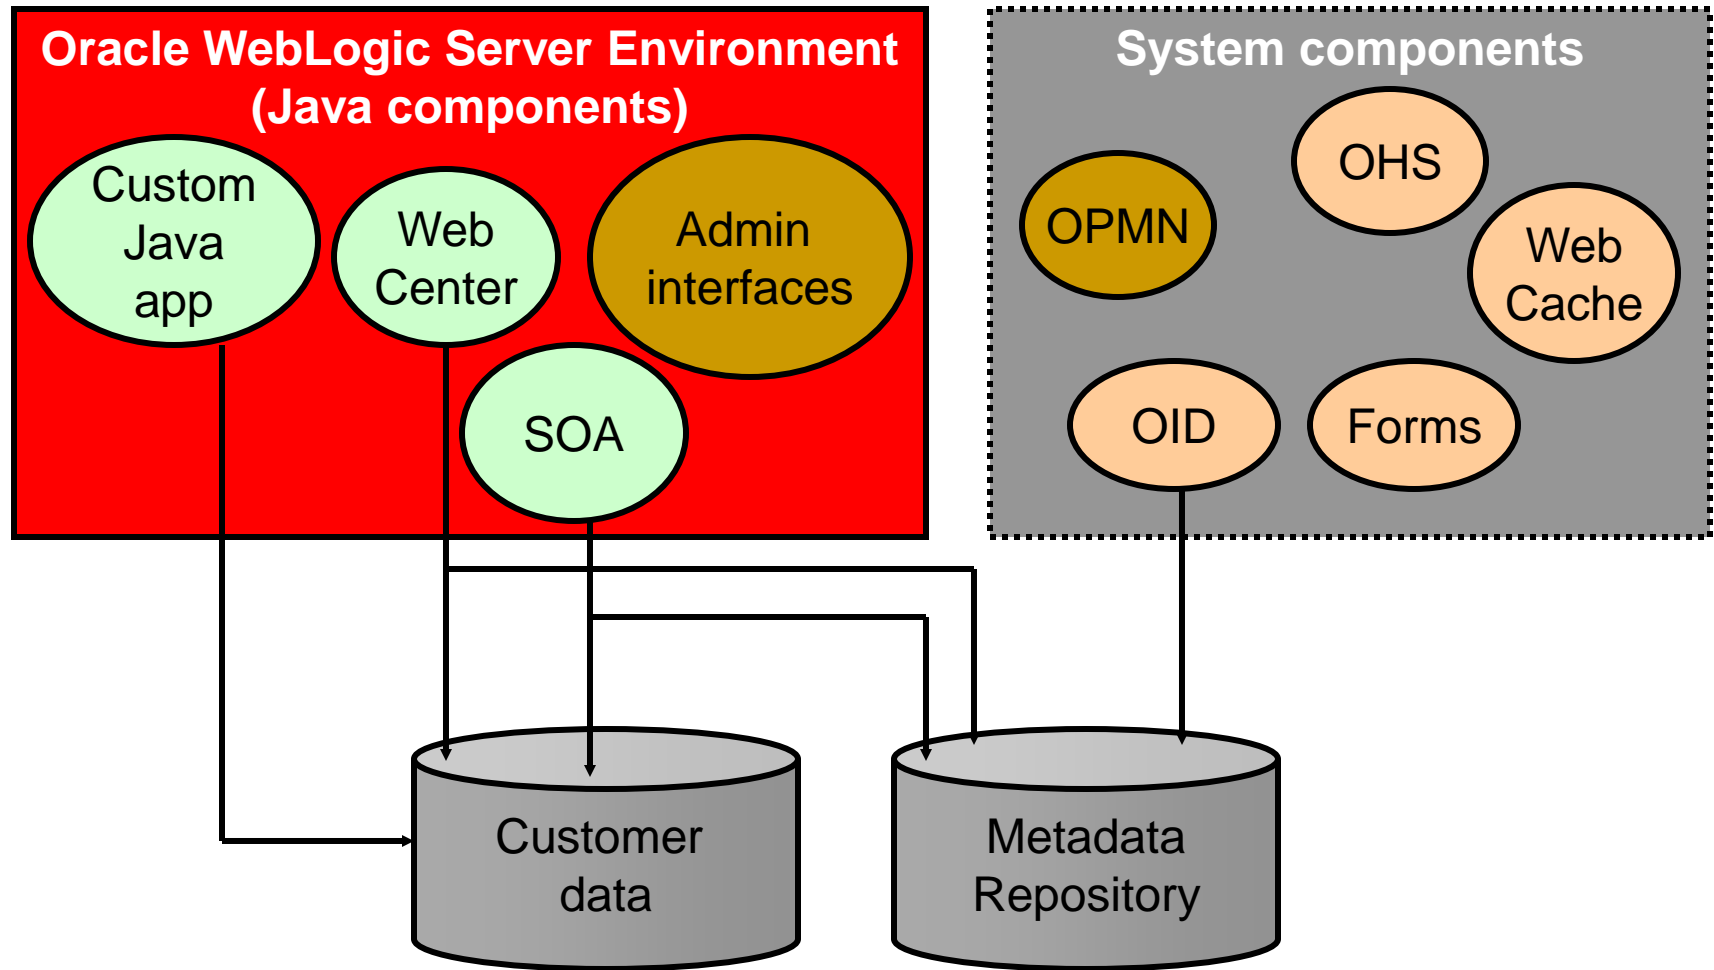 Oracle WebLogic Server Environment
(Java components)
Custom
Java
app
Web
Center
Admin
interfaces
SOA
System components
OPMN
OHS
Web
Cache
OID
Forms
Customer
data
Metadata
Repository